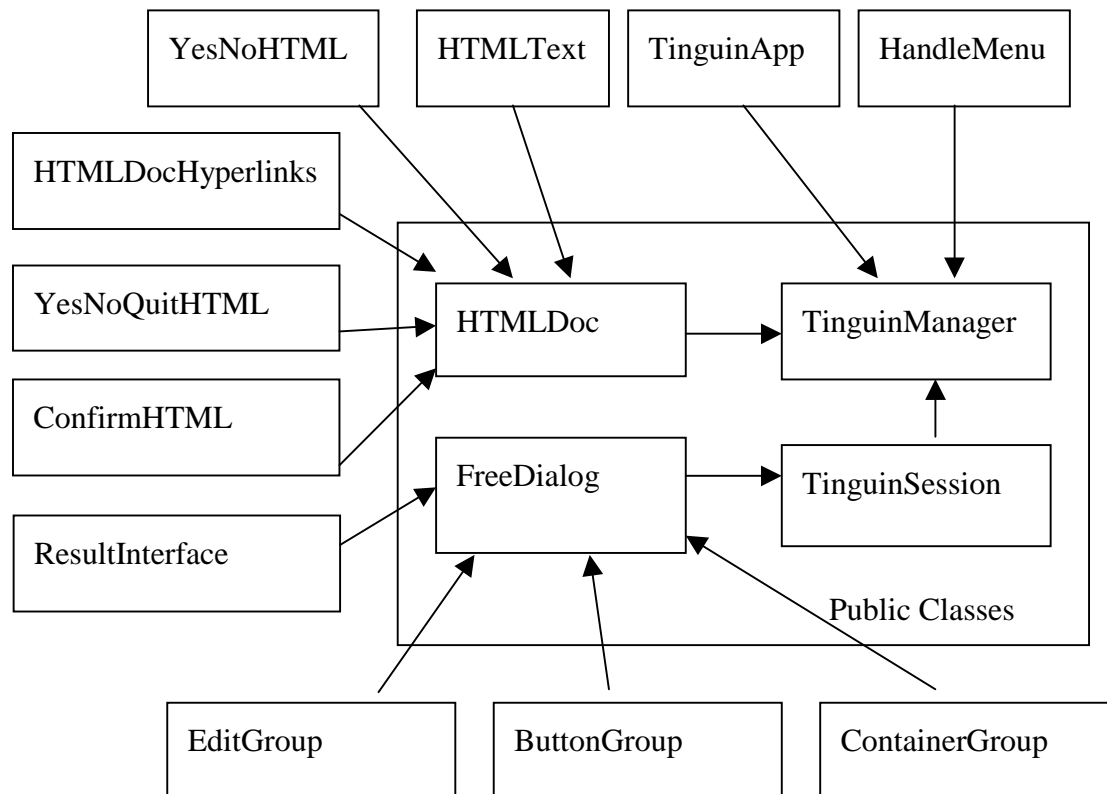 YesNoHTML
HTMLText
TinguinApp
HandleMenu
HTMLDocHyperlinks
YesNoQuitHTML
HTMLDoc
TinguinManager
ConfirmHTML
FreeDialog
TinguinSession
ResultInterface
Public Classes
EditGroup
ButtonGroup
ContainerGroup